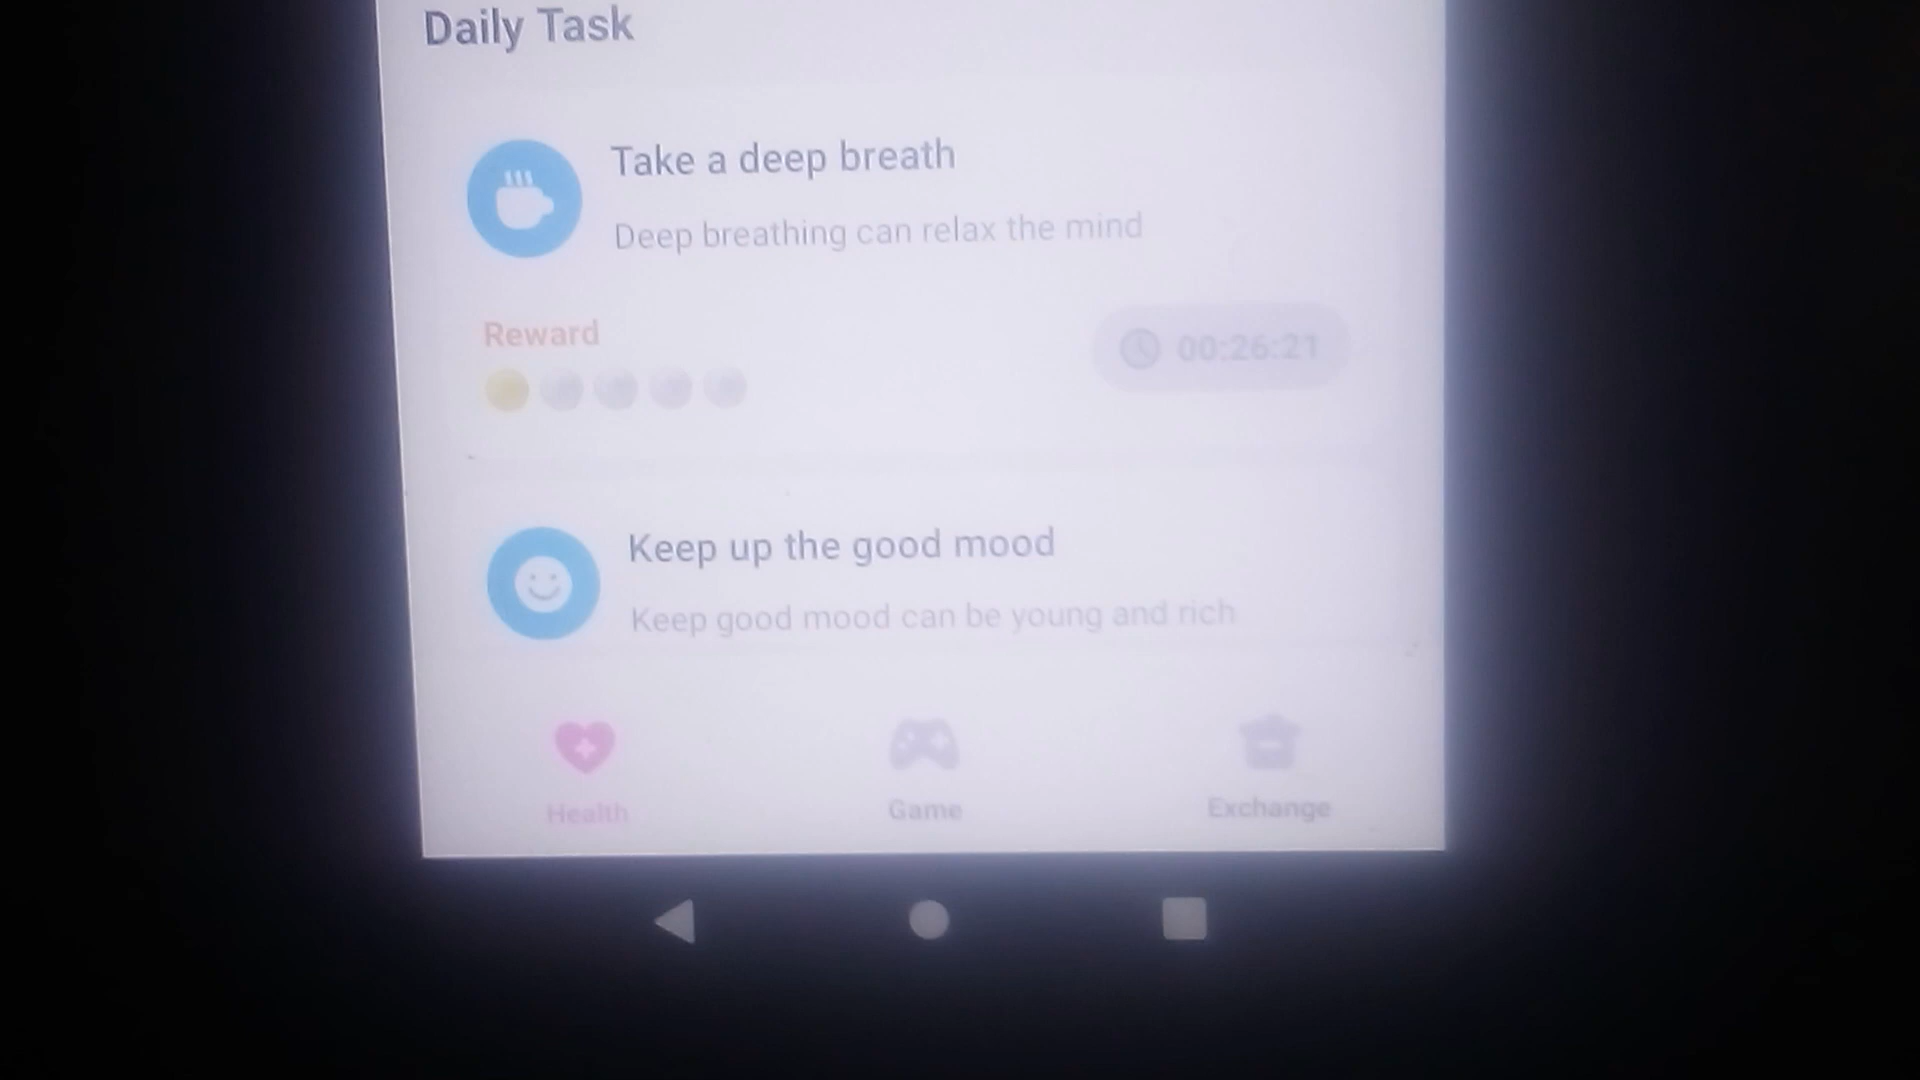 Daily Task
Take a deep breath
Deep breathing can relax the mind
Reward
00:26:21
Keep up the good mood
Keep good mood can be young and rich
Health
Game
Exchange